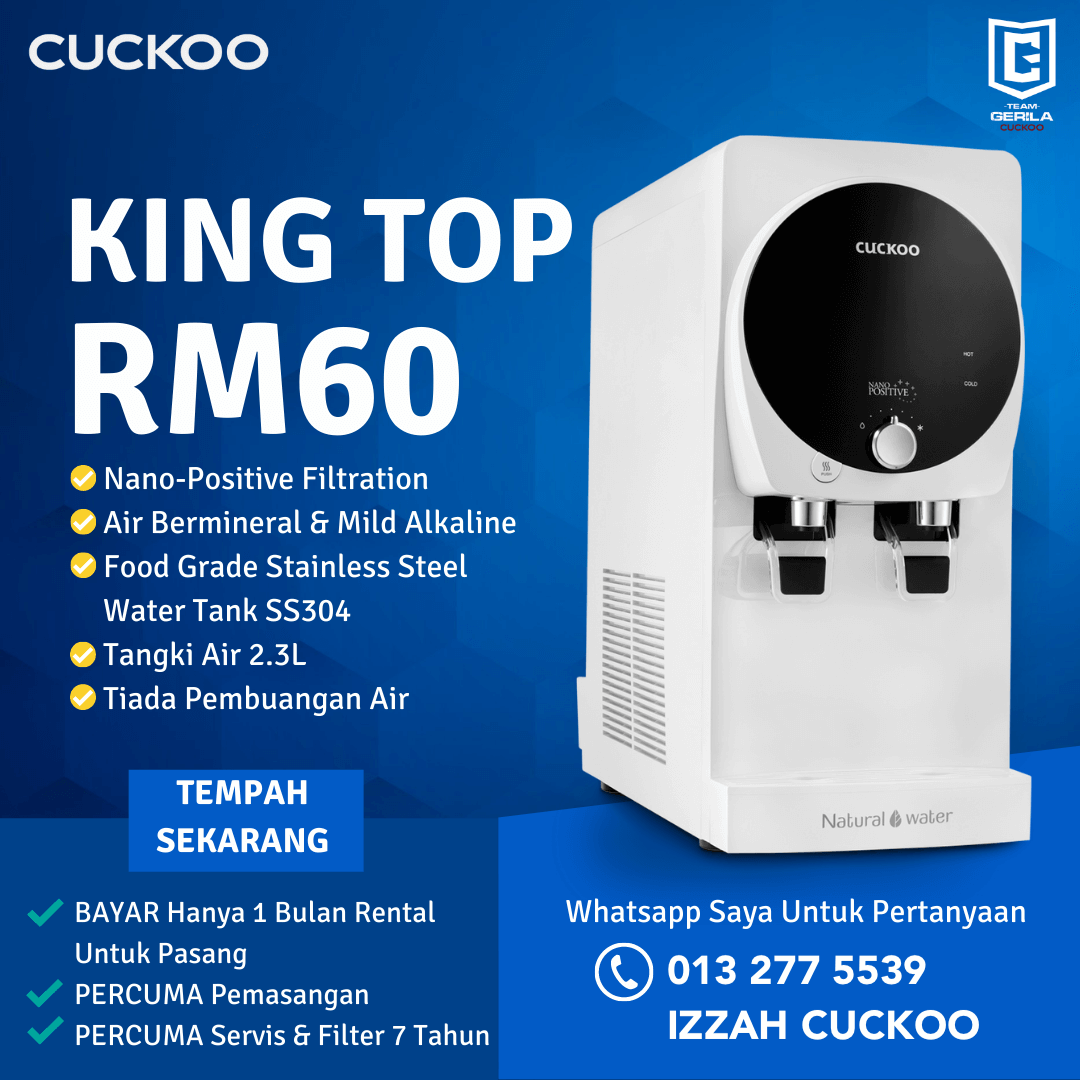 CUCKOO
-TEAM-
GERILA
CUCKOO
KING TOP
RM60
Nano-Positive Filtration
Air Bermineral & Mild Alkaline
Food Grade Stainless Steel
Water Tank SS304
Tangki Air 2.3L
Tiada Pembuangan Air
CUCKOO
HOT
COLD
NANO
POSITIVE
PUSH
Natural water
TEMPAH
SEKARANG
BAYAR Hanya 1 Bulan Rental
Untuk Pasang
PERCUMA Pemasangan
PERCUMA Servis & Filter 7 Tahun
Whatsapp Saya Untuk Pertanyaan
013 277 5539
IZZAH CUCKOO